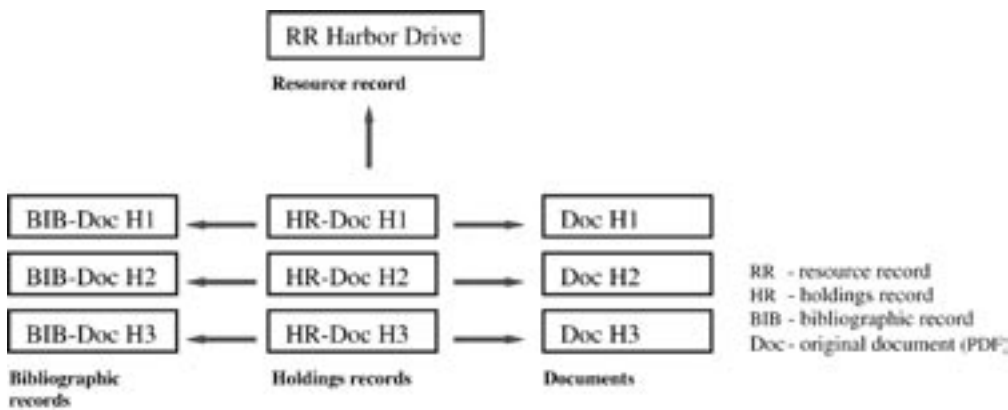 RR Harbor Drive
Resource record
BIB-Doc H1 HR-Doc H1 Doc H1
BIB-Doc H2 HR-Doc H2 Doc H2
BIB-Doc H3 HR-Doc H3 Doc H3
Bibliographic records Holdings records Documents
RR - resource record
HR - holdings record
BIB - bibliographic record
Doc - original document (PDF)